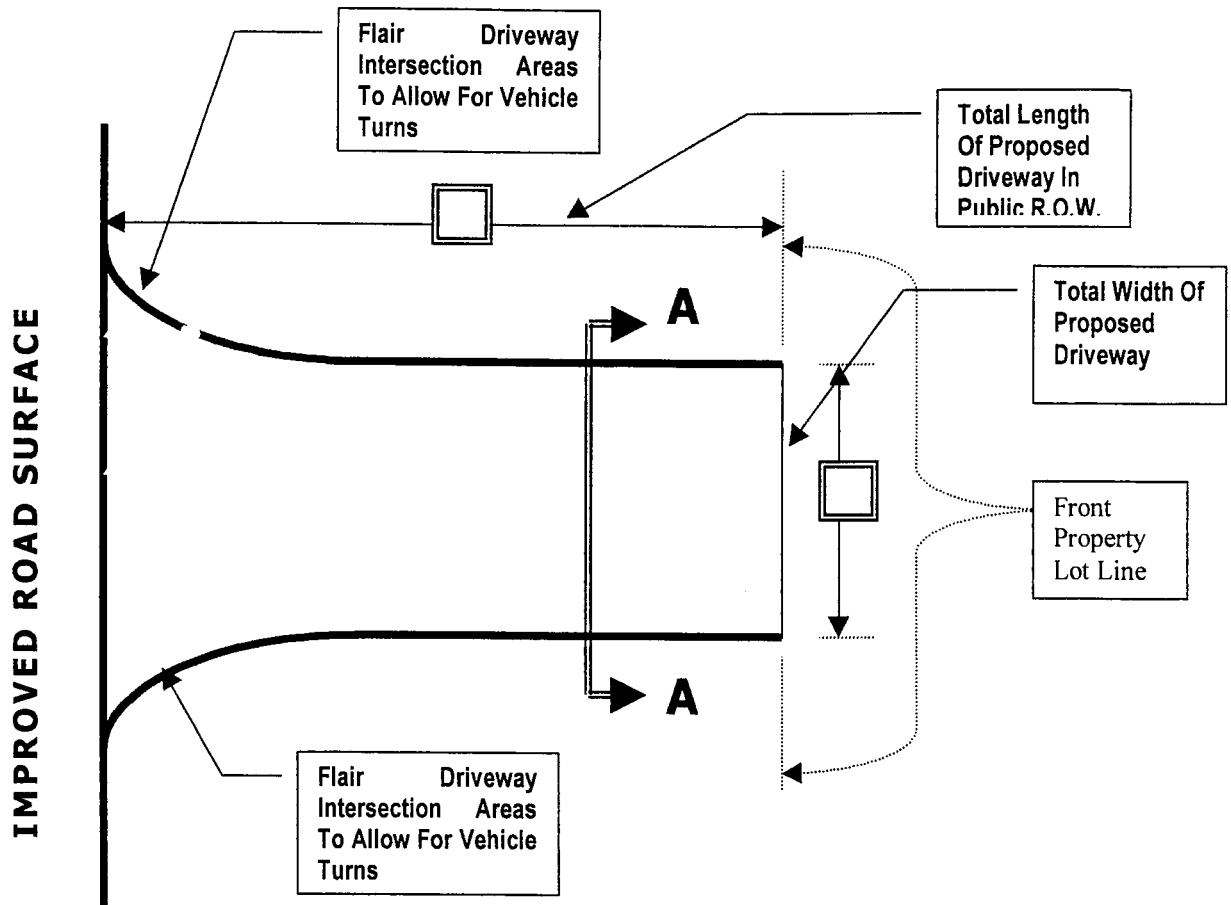 Flair Driveway
Intersection Areas
To Allow For Vehicle
Turns
Total Length
Of Proposed
Driveway In
Public R.O.W.
A
Total Width Of
Proposed
Driveway
IMPROVED ROAD SURFACE
Front
Property
Lot Line
A
Flair Driveway
Intersection Areas
To Allow For Vehicle
Turns